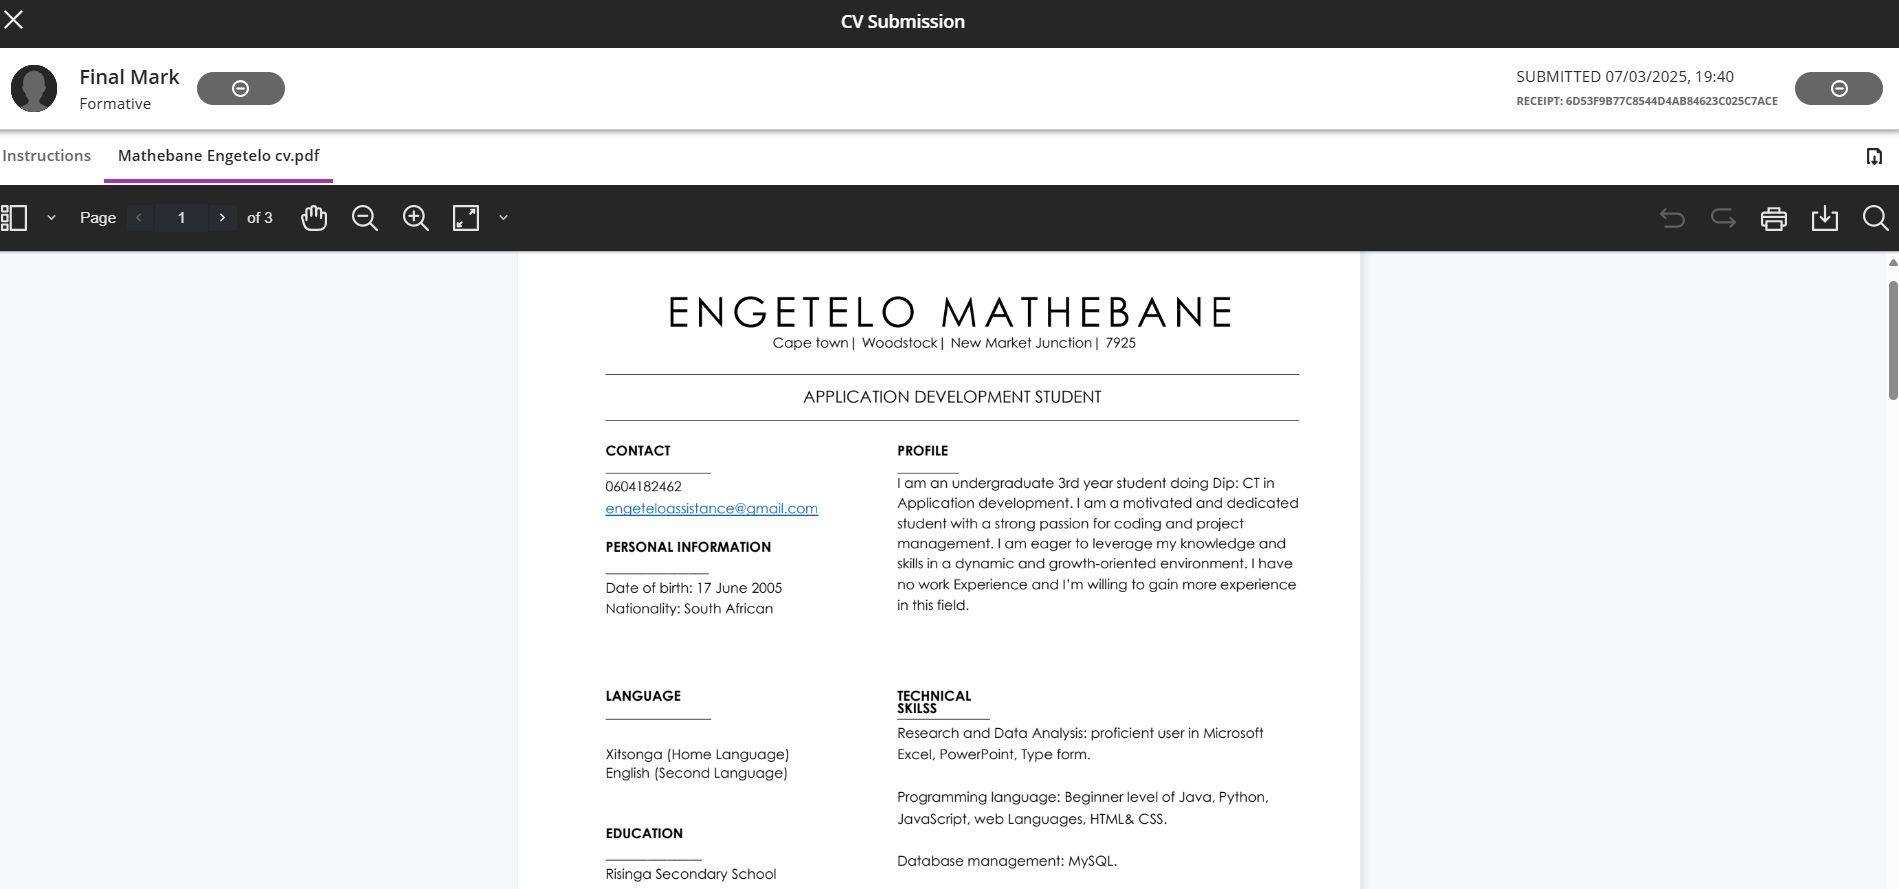 CV Submission
Final Mark
Formative
SUBMITTED 07/03/2025, 19:40
RECEIPT: 6D53F9B77C8544D4AB84623C025C7ACE
Instructions
Mathebane Engetelo cv.pdf
Page 1 of 3
ENGETELO MATHEBANE
Cape town| Woodstock| New Market Junction| 7925
APPLICATION DEVELOPMENT STUDENT
CONTACT
0604182462
engeteloassistance@gmail.com
PERSONAL INFORMATION
Date of birth: 17 June 2005
Nationality: South African
PROFILE
I am an undergraduate 3rd year student doing Dip: CT in
Application development. I am a motivated and dedicated
student with a strong passion for coding and project
management. I am eager to leverage my knowledge and
skills in a dynamic and growth-oriented environment. I have
no work Experience and I'm willing to gain more experience
in this field.
LANGUAGE
Xitsonga (Home Language)
English (Second Language)
EDUCATION
Risinga Secondary School
TECHNICAL
SKILSS
Research and Data Analysis: proficient user in Microsoft
Excel, PowerPoint, Type form.
Programming language: Beginner level of Java, Python,
JavaScript, web Languages, HTML& CSS.
Database management: MySQL.